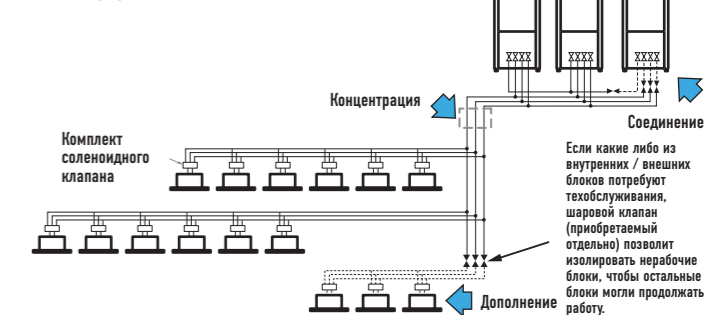 Концентрация
Соединение
Комплект
соленоидного
клапана
Если какие либо из
внутренних / внешних
блоков потребуют
техобслуживания,
шаровой клапан
(приобретаемый
отдельно) позволит
изолировать нерабочие
блоки, чтобы остальные
блоки могли продолжать
работу.
Дополнение